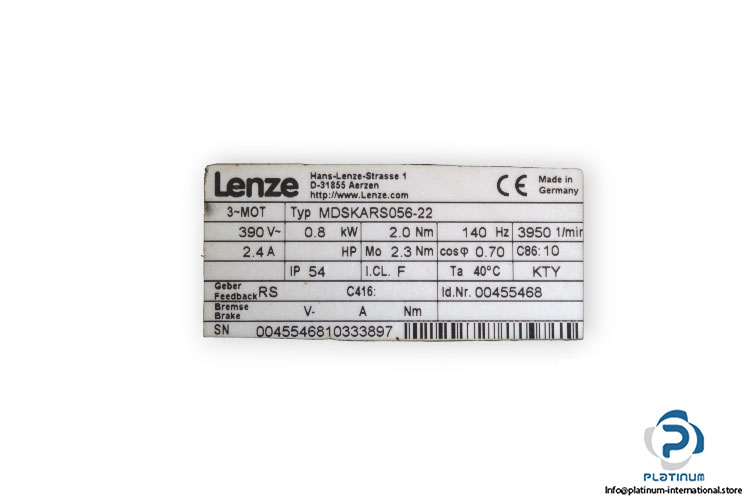 Lenze
Hans-Lenze-Strasse 1
D-31855 Aerzen
http://www.Lenze.com
CE
Made in
Germany
3~MOT Typ MDSKARS056-22
390 V~ 0.8 kW 2.0 Nm 140 Hz 3950 1/min
2.4 A HP Mo 2.3 Nm cosφ 0.70 C86: 10
IP 54 I.CL. F Ta 40°C KTY
Geber
Feedback RS C416: Id.Nr. 00455468
Bremse
Brake V- A Nm
SN 0045546810333897
PLATINUM
Info@platinum-international.store